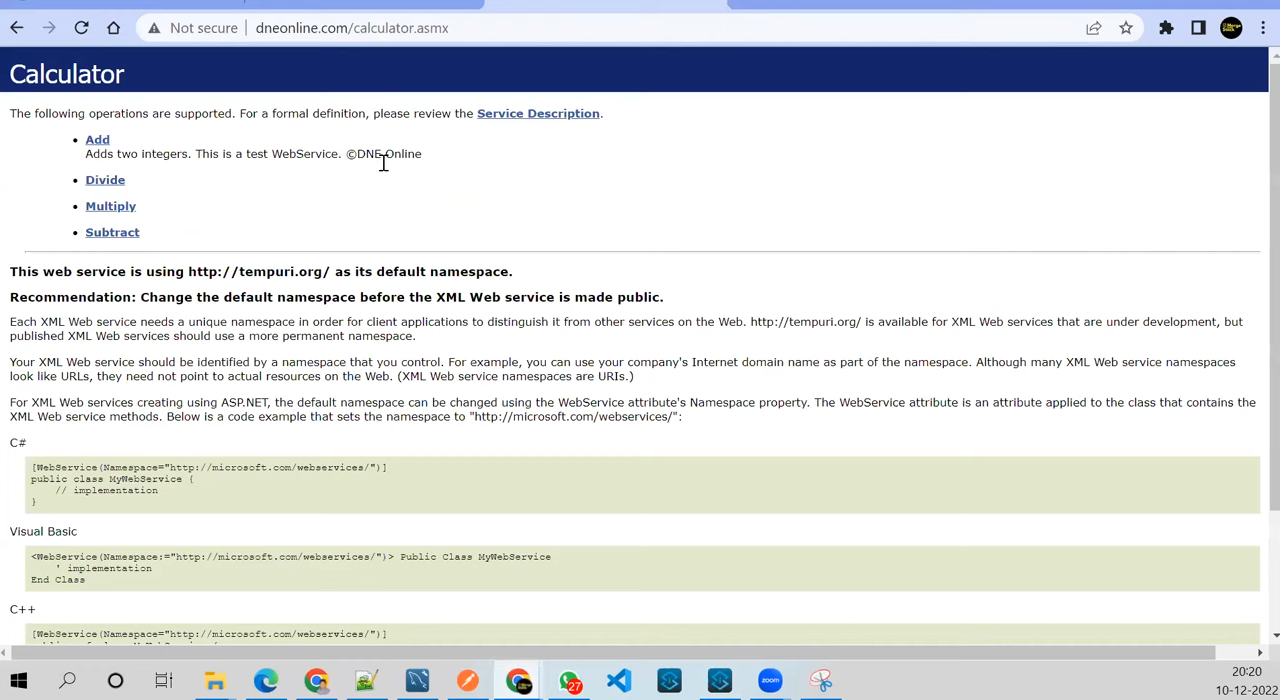 Not secure
dneonline.com/calculator.asmx
Calculator
The following operations are supported. For a formal definition, please review the Service Description.
• Add
Adds two integers. This is a test WebService. ©DNE Online
• Divide
• Multiply
• Subtract
This web service is using http://tempuri.org/ as its default namespace.
Recommendation: Change the default namespace before the XML Web service is made public.
Each XML Web service needs a unique namespace in order for client applications to distinguish it from other services on the Web. http://tempuri.org/ is available for XML Web services that are under development, but
published XML Web services should use a more permanent namespace.
Your XML Web service should be identified by a namespace that you control. For example, you can use your company's Internet domain name as part of the namespace. Although many XML Web service namespaces
look like URLs, they need not point to actual resources on the Web. (XML Web service namespaces are URIs.)
For XML Web services creating using ASP.NET, the default namespace can be changed using the WebService attribute's Namespace property. The WebService attribute is an attribute applied to the class that contains the
XML Web service methods. Below is a code example that sets the namespace to "http://microsoft.com/webservices/":
C#
[WebService(Namespace="http://microsoft.com/webservices/")]
public class MyWebService {
// implementation
}
Visual Basic
<WebService(Namespace:="http://microsoft.com/webservices/")> Public Class MyWebService
' implementation
End Class
C++
[WebService(Namespace="http://microsoft.com/webservices/")]
27
20:20